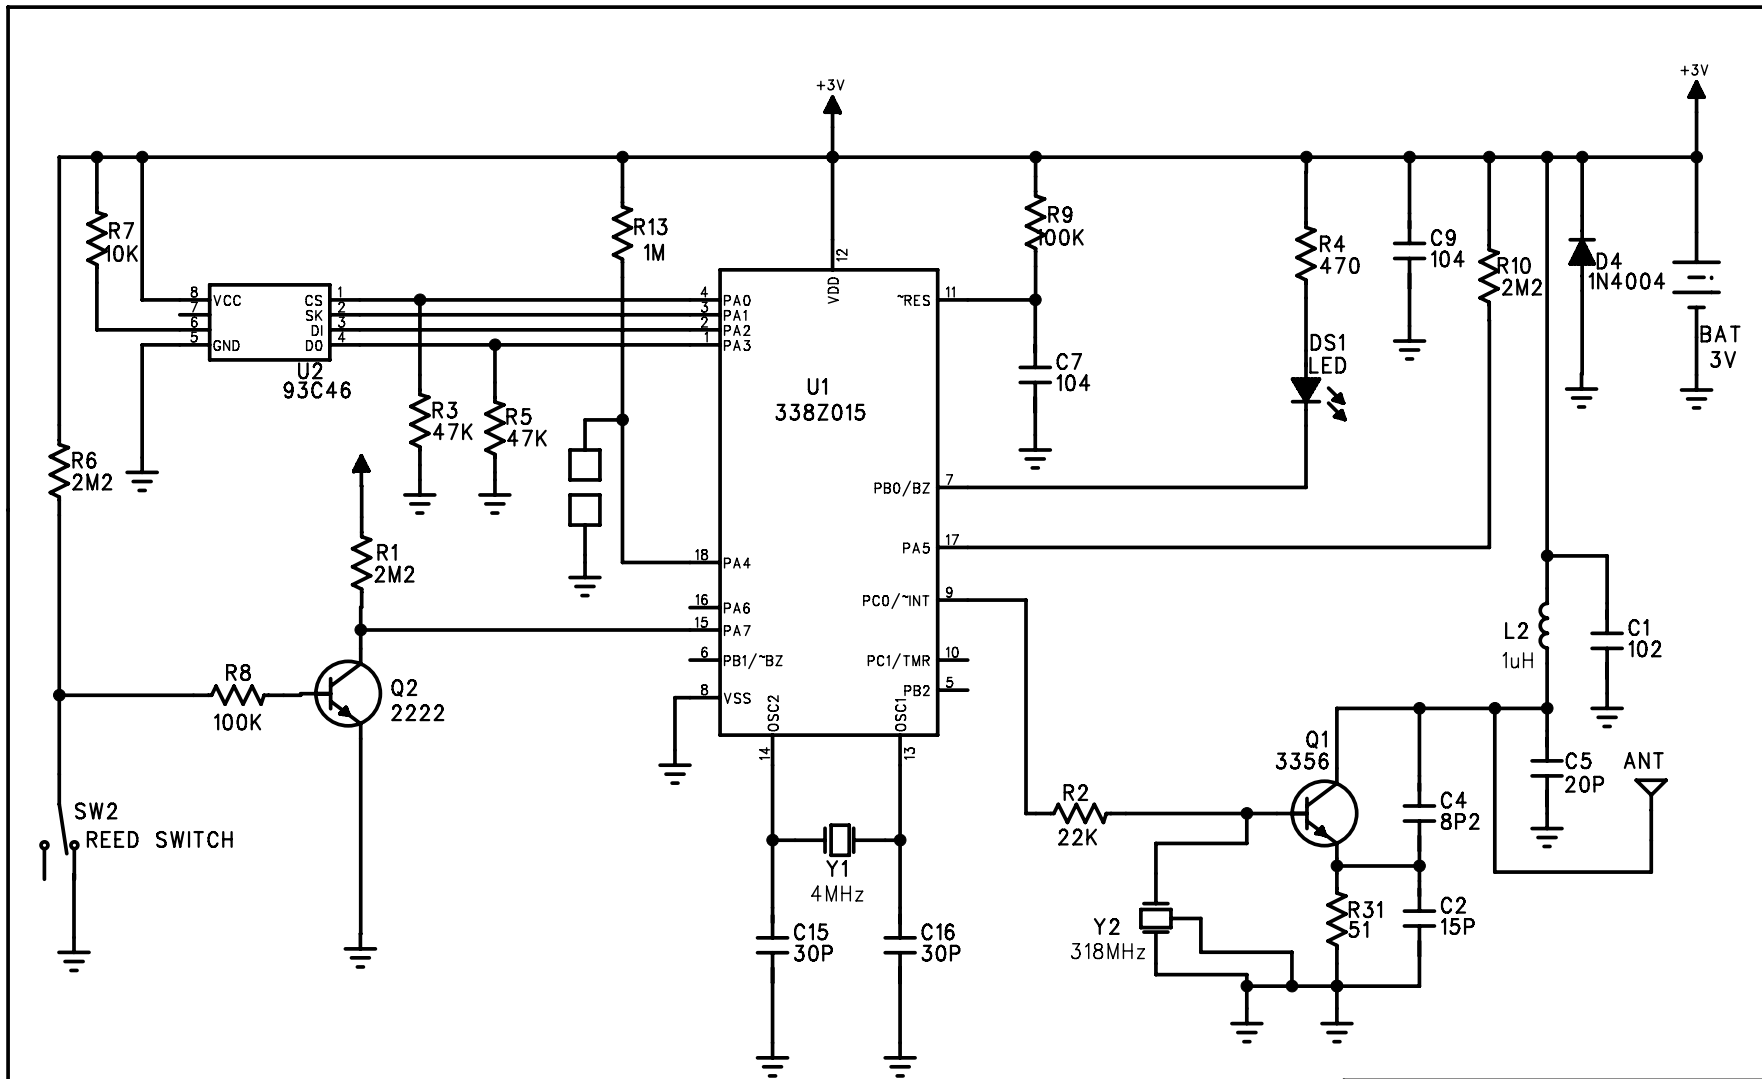 +3V
+3V
R7
10K
R13
1M
12
VDD
R9
100K
R4
470
C9
104
R10
2M2
D4
1N4004
BAT
3V
8
7
6
5
VCC
GND
CS
SK
DI
DO
1
2
3
4
U2
93C46
4
3
2
1
PA0
PA1
PA2
PA3
~RES
11
U1
338Z015
C7
104
DS1
LED
R3
47K
R5
47K
R6
2M2
PB0/BZ
7
PA5
17
R1
2M2
18
PA4
16
PA6
15
PA7
6
PB1/~BZ
8
VSS
PC0/~INT
9
PC1/TMR
10
PB2
5
OSC2
14
OSC1
13
L2
1uH
C1
102
R8
100K
Q2
2222
Q1
3356
C5
20P
ANT
R2
22K
C4
8P2
SW2
REED SWITCH
Y1
4MHz
C15
30P
C16
30P
Y2
318MHz
R31
51
C2
15P